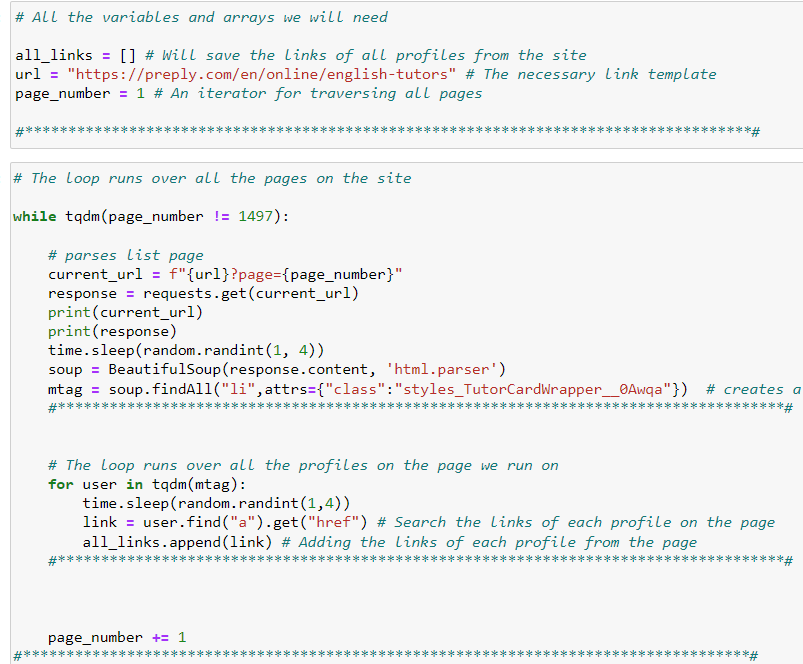 # All the variables and arrays we will need
all_links = [] # Will save the links of all profiles from the site
url = "https://preply.com/en/online/english-tutors" # The necessary link template
page_number = 1 # An iterator for traversing all pages
#************************************************************************************#
# The loop runs over all the pages on the site
while tqdm(page_number != 1497):
# parses list page
current_url = f"{url}?page={page_number}"
response = requests.get(current_url)
print(current_url)
print(response)
time.sleep(random.randint(1, 4))
soup = BeautifulSoup(response.content, 'html.parser')
mtag = soup.findAll("li",attrs={"class":"styles_TutorCardWrapper__0Awqa"})  # creates a
#************************************************************************************#
# The loop runs over all the profiles on the page we run on
for user in tqdm(mtag):
time.sleep(random.randint(1,4))
link = user.find("a").get("href") # Search the links of each profile on the page
all_links.append(link) # Adding the links of each profile from the page
#************************************************************************************#
page_number += 1
#************************************************************************************#